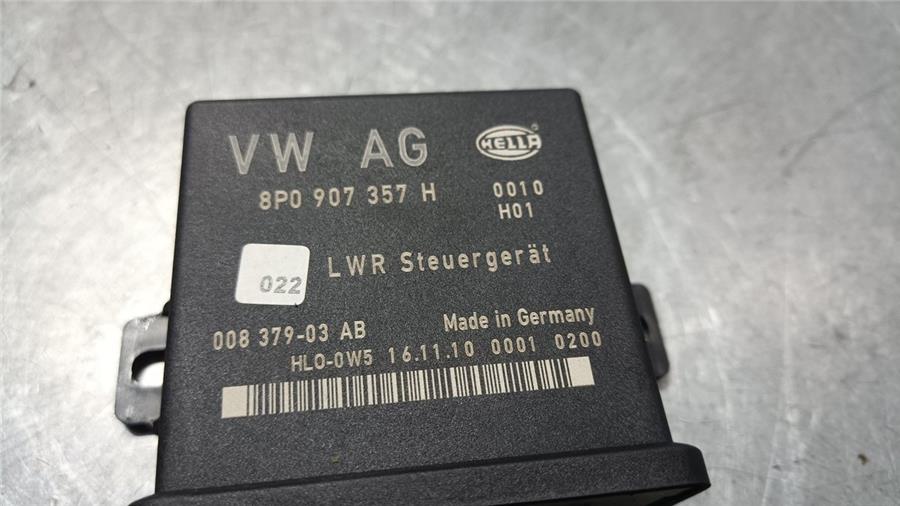 VW AG HELLA
8P0 907 357 H 0010
H01
022 LWR Steuergerät
008 379-03 AB Made in Germany
HLO-0W5 16.11.10 0001 0200